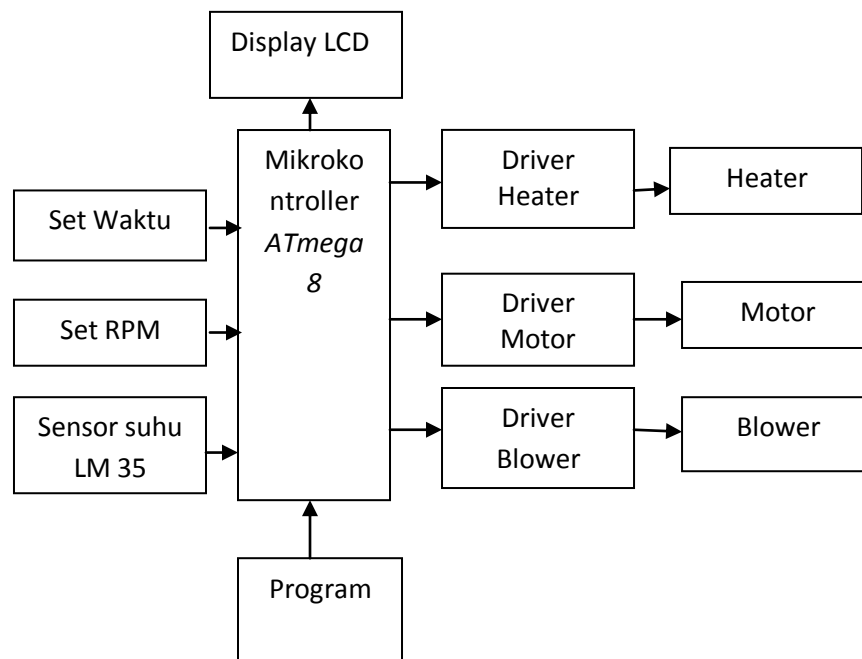 Display LCD
Mikroko
ntroller
ATmega
8
Set Waktu
Set RPM
Sensor suhu
LM 35
Driver
Heater
Heater
Driver
Motor
Motor
Driver
Blower
Blower
Program